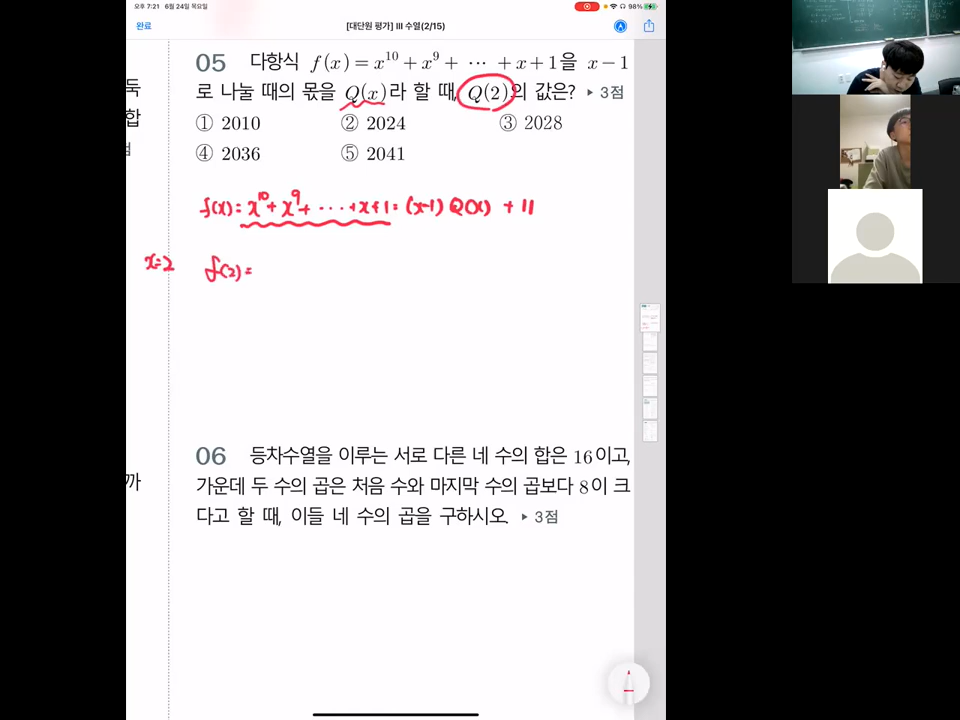 오후 7:21 6월 24일 목요일
98%
완료
[대단원 평가] III 수열(2/15)
둑
합
점
05 다항식 f(x)=x^10+x^9+ ⋯ +x+1을 x-1
로 나눌 때의 몫을 Q(x)라 할 때, Q(2)의 값은? ▶ 3점
① 2010 ② 2024 ③ 2028
④ 2036 ⑤ 2041
f(x)= x^10+ x^9+ ⋯ +x+1 = (x-1) Q(x) + 11
x=2 f(2)=
06 등차수열을 이루는 서로 다른 네 수의 합은 16이고,
까 가운데 두 수의 곱은 처음 수와 마지막 수의 곱보다 8이 크
다고 할 때, 이들 네 수의 곱을 구하시오. ▶ 3점